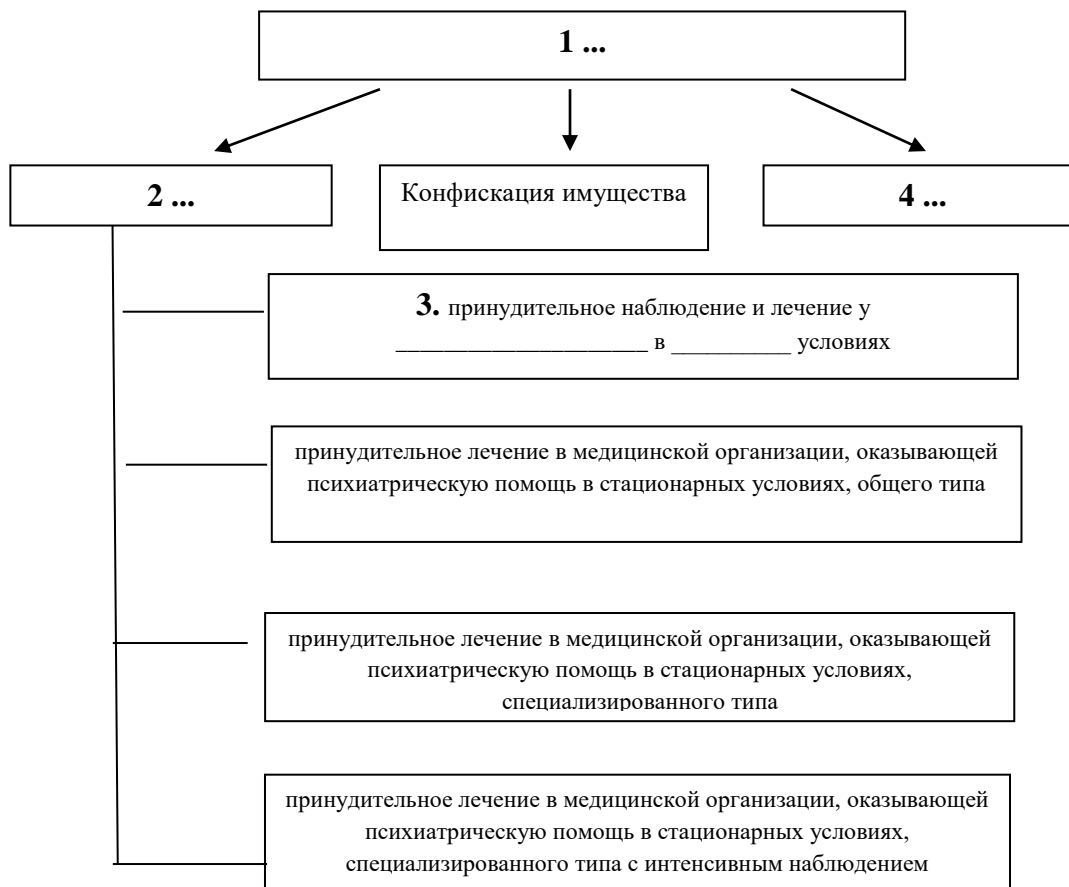 1 ...
2 ...
Конфискация имущества
4 ...
3. принудительное наблюдение и лечение у
_____________________ в __________ условиях
принудительное лечение в медицинской организации, оказывающей
психиатрическую помощь в стационарных условиях, общего типа
принудительное лечение в медицинской организации, оказывающей
психиатрическую помощь в стационарных условиях,
специализированного типа
принудительное лечение в медицинской организации, оказывающей
психиатрическую помощь в стационарных условиях,
специализированного типа с интенсивным наблюдением